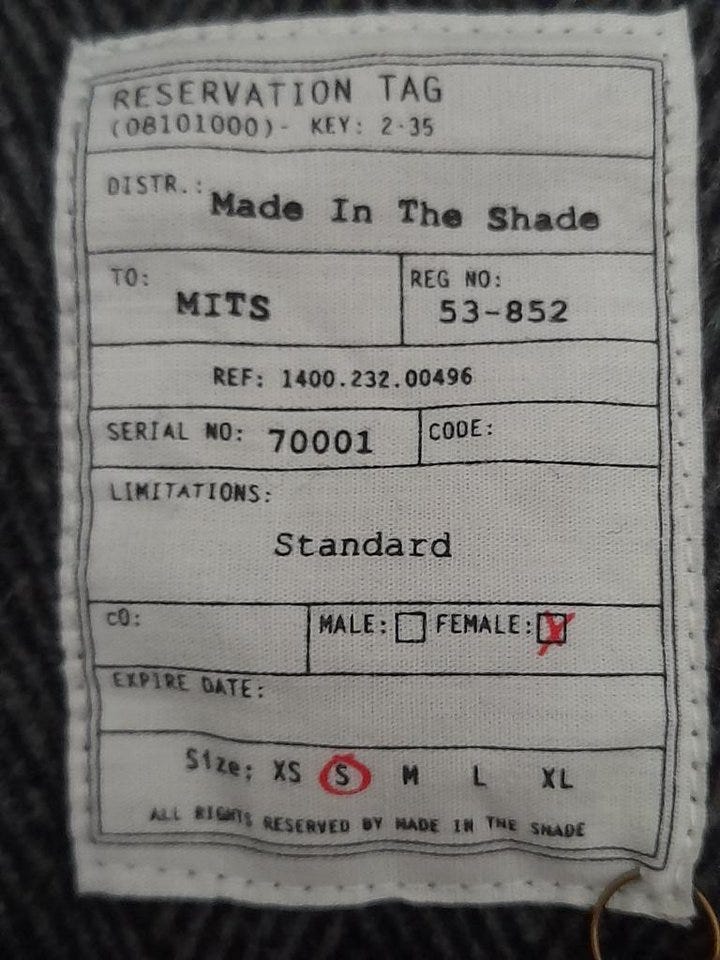 RESERVATION TAG
(08101000)- KEY: 2-35
DISTR.: Made In The Shade
TO: MITS
REG NO: 53-852
REF: 1400.232.00496
SERIAL NO: 70001
CODE:
LIMITATIONS:
Standard
cO:
MALE: FEMALE: X
EXPIRE DATE:
Size: XS S M L XL
ALL RIGHTS RESERVED BY MADE IN THE SHADE